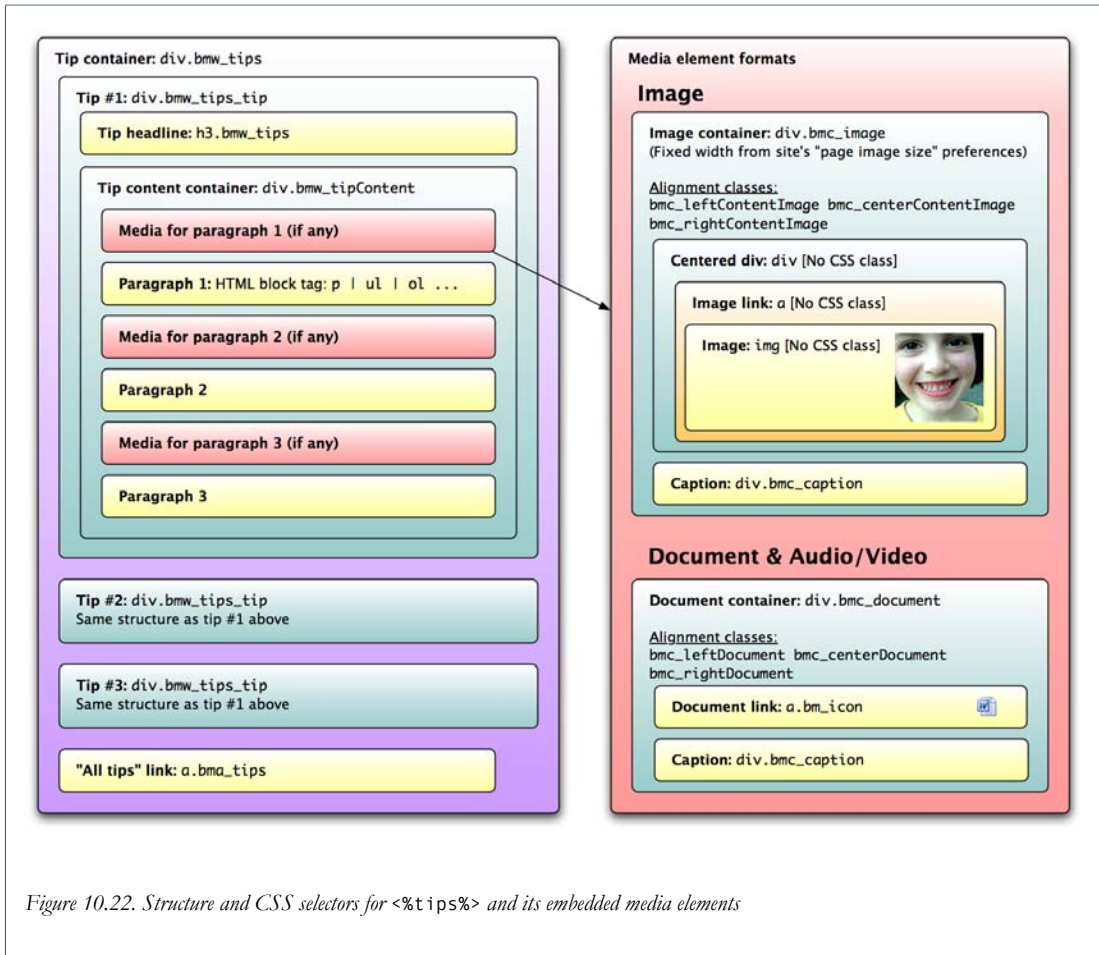 Tip container: div.bmw_tips
Tip #1: div.bmw_tips_tip
Tip headline: h3.bmw_tips
Tip content container: div.bmw_tipContent
Media for paragraph 1 (if any)
Paragraph 1: HTML block tag: p | ul | ol ...
Media for paragraph 2 (if any)
Paragraph 2
Media for paragraph 3 (if any)
Paragraph 3
Tip #2: div.bmw_tips_tip
Same structure as tip #1 above
Tip #3: div.bmw_tips_tip
Same structure as tip #1 above
"All tips" link: a.bma_tips
Media element formats
Image
Image container: div.bmc_image
(Fixed width from site's "page image size" preferences)
Alignment classes:
bmc_leftContentImage bmc_centerContentImage
bmc_rightContentImage
Centered div: div [No CSS class]
Image link: a [No CSS class]
Image: img [No CSS class]
Caption: div.bmc_caption
Document & Audio/Video
Document container: div.bmc_document
Alignment classes:
bmc_leftDocument bmc_centerDocument
bmc_rightDocument
Document link: a.bm_icon
Caption: div.bmc_caption
Figure 10.22. Structure and CSS selectors for <%tips%> and its embedded media elements